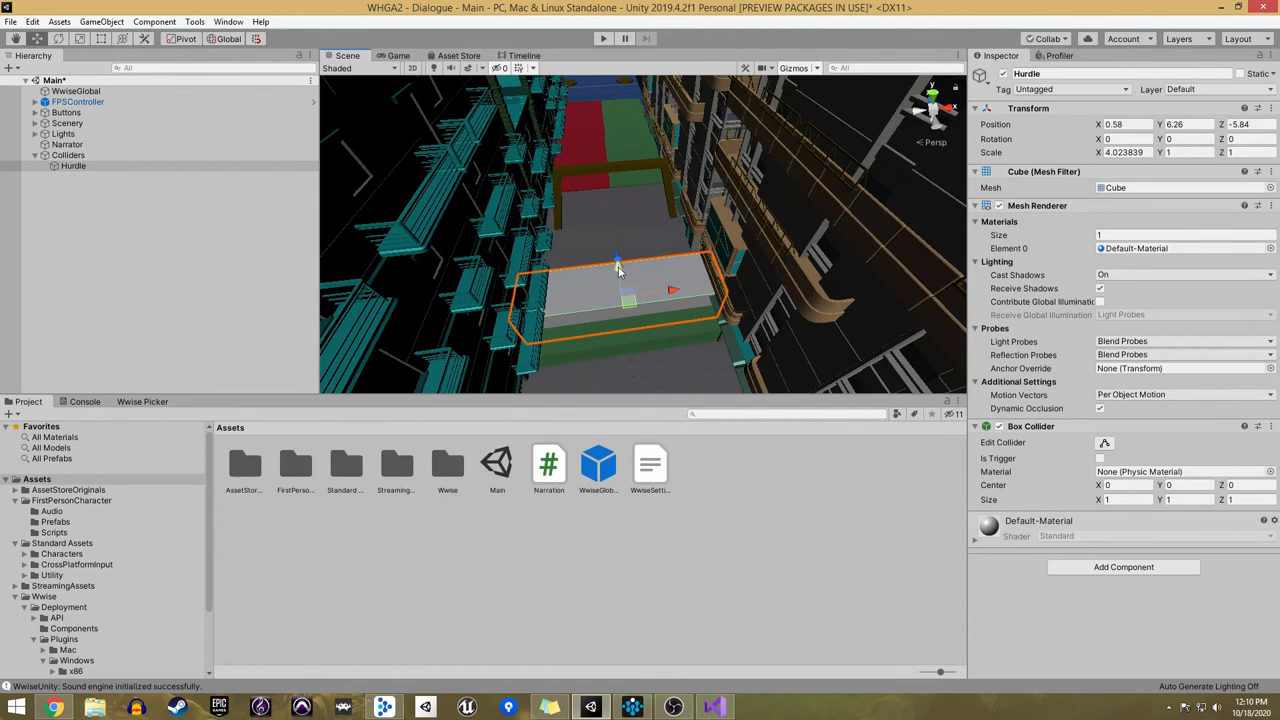 WHGA2 - Dialogue - Main - PC, Mac & Linux Standalone - Unity 2019.4.2f1 Personal [PREVIEW PACKAGES IN USE]* <DX11>
File Edit Assets GameObject Component Tools Window Help
Pivot Global Collab Account Layers Layout
Hierarchy
All
Main*
WwiseGlobal
FPSController
Buttons
Scenery
Lights
Narrator
Colliders
Hurdle
Scene Game Asset Store Timeline
Shaded 2D 0 Gizmos All
y
x
Persp
Inspector Profiler
Hurdle Static
Tag Untagged Layer Default
Transform
Position X 0.58 Y 6.26 Z -5.84
Rotation X 0 Y 0 Z 0
Scale X 4.023839 Y 1 Z 1
Cube (Mesh Filter)
Mesh Cube
Mesh Renderer
Materials
Size 1
Element 0 Default-Material
Lighting
Cast Shadows On
Receive Shadows
Contribute Global Illuminatic
Receive Global Illumination Light Probes
Probes
Light Probes Blend Probes
Reflection Probes Blend Probes
Anchor Override None (Transform)
Additional Settings
Motion Vectors Per Object Motion
Dynamic Occlusion
Box Collider
Edit Collider
Is Trigger
Material None (Physic Material)
Center X 0 Y 0 Z 0
Size X 1 Y 1 Z 1
Default-Material
Shader Standard
Add Component
Project Console Wwise Picker
11
Favorites
All Materials
All Models
All Prefabs
Assets
AssetStoreOriginals
FirstPersonCharacter
Audio
Prefabs
Scripts
Standard Assets
Characters
CrossPlatformInput
Utility
StreamingAssets
Wwise
Deployment
API
Components
Plugins
Mac
Windows
x86
Assets
AssetStor... FirstPerso... Standard ... Streaming... Wwise Main Narration WwiseGlob... WwiseSetti...
WwiseUnity: Sound engine initialized successfully.
Auto Generate Lighting Off
12:10 PM
10/18/2020